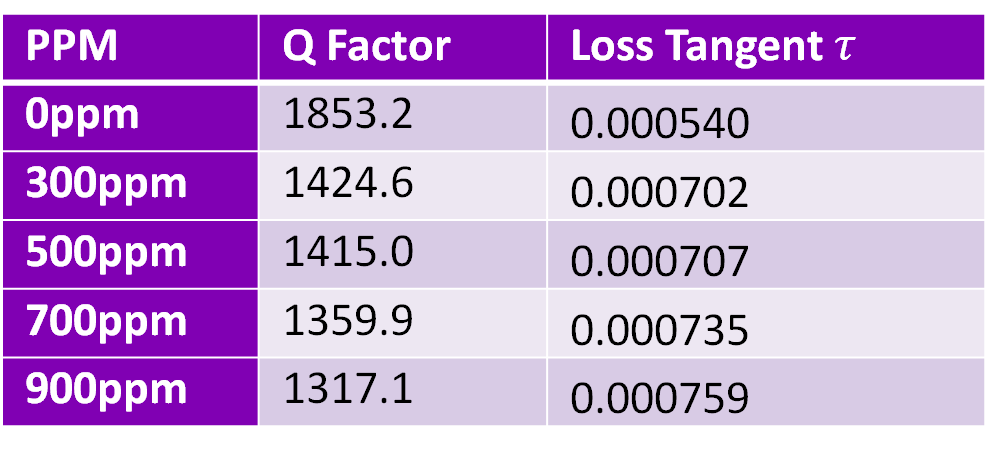 PPM Q Factor Loss Tangent τ
0ppm 1853.2 0.000540
300ppm 1424.6 0.000702
500ppm 1415.0 0.000707
700ppm 1359.9 0.000735
900ppm 1317.1 0.000759